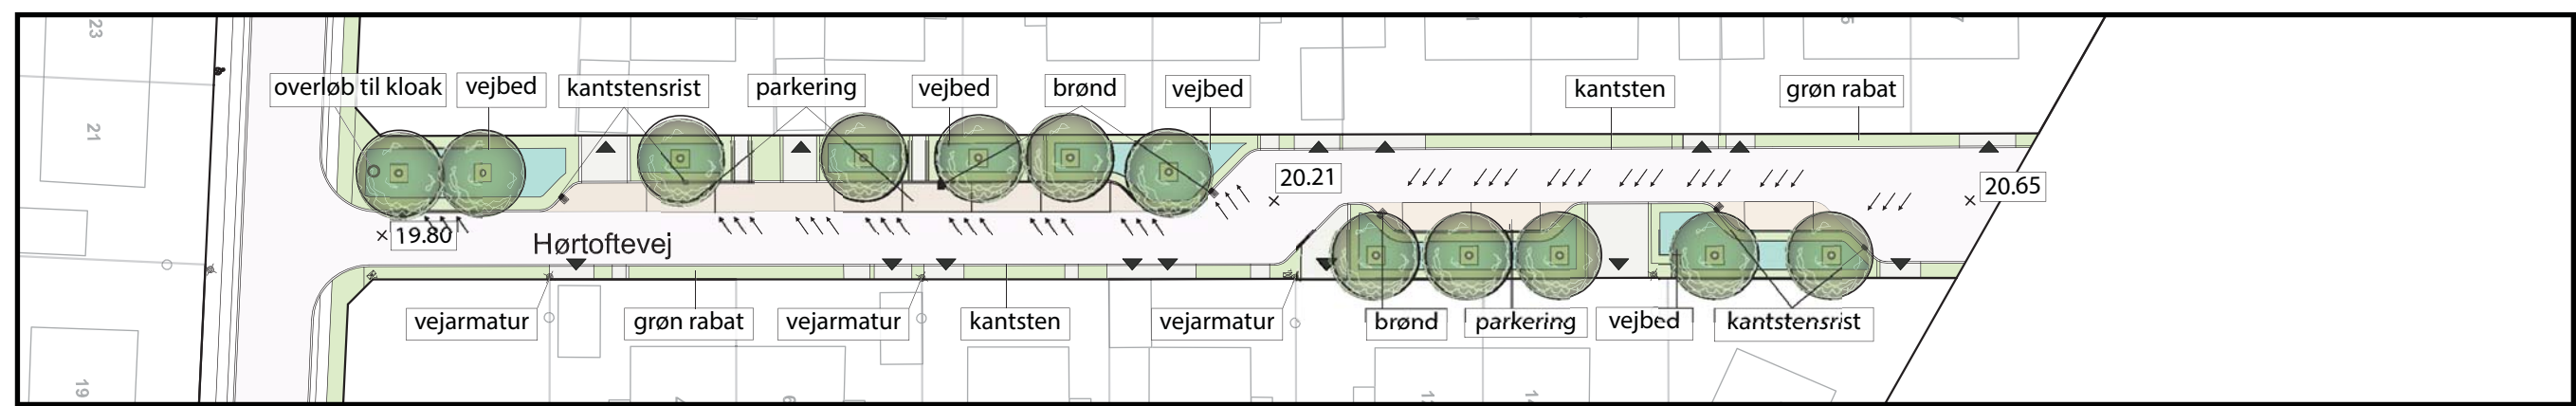 23
overløb til kloak
vejbed
kantstensrist
parkering
vejbed
brønd
vejbed
kantsten
grøn rabat
21
20.21
20.65
19.80
Hørtoftevej
vejarmatur
grøn rabat
vejarmatur
kantsten
vejarmatur
brønd
parkering
vejbed
kantstensrist
19